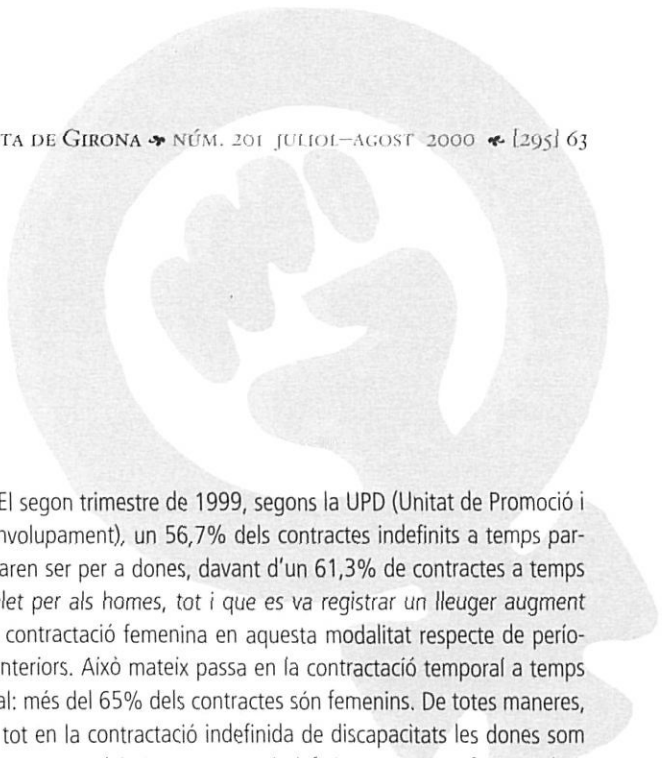 TA DE GIRONA ❧ NÚM. 201 JULIOL–AGOST 2000 ☙ [295] 63
El segon trimestre de 1999, segons la UPD (Unitat de Promoció i
nvolupament), un 56,7% dels contractes indefinits a temps par-
aren ser per a dones, davant d'un 61,3% de contractes a temps
let per als homes, tot i que es va registrar un lleuger augment
contractació femenina en aquesta modalitat respecte de perío-
nteriors. Això mateix passa en la contractació temporal a temps
al: més del 65% dels contractes són femenins. De totes maneres,
tot en la contractació indefinida de discapacitats les dones som